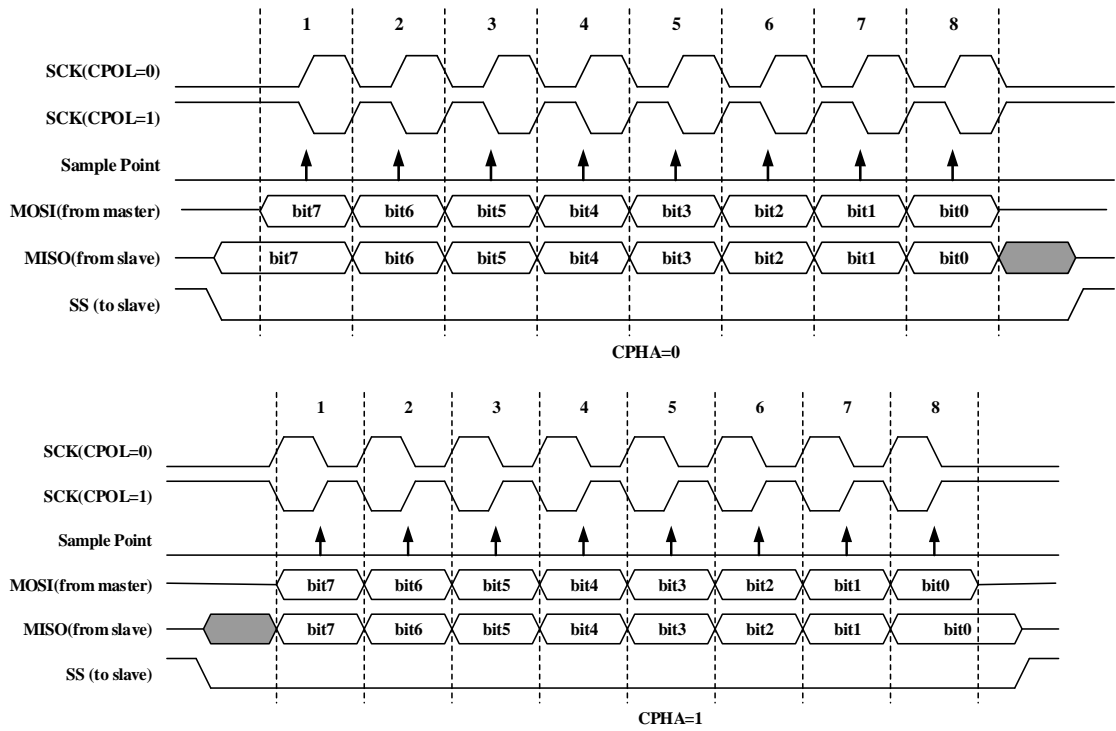 1 2 3 4 5 6 7 8
SCK(CPOL=0)
SCK(CPOL=1)
Sample Point
MOSI(from master) bit7 bit6 bit5 bit4 bit3 bit2 bit1 bit0
MISO(from slave) bit7 bit6 bit5 bit4 bit3 bit2 bit1 bit0
SS (to slave)
CPHA=0
1 2 3 4 5 6 7 8
SCK(CPOL=0)
SCK(CPOL=1)
Sample Point
MOSI(from master) bit7 bit6 bit5 bit4 bit3 bit2 bit1 bit0
MISO(from slave) bit7 bit6 bit5 bit4 bit3 bit2 bit1 bit0
SS (to slave)
CPHA=1